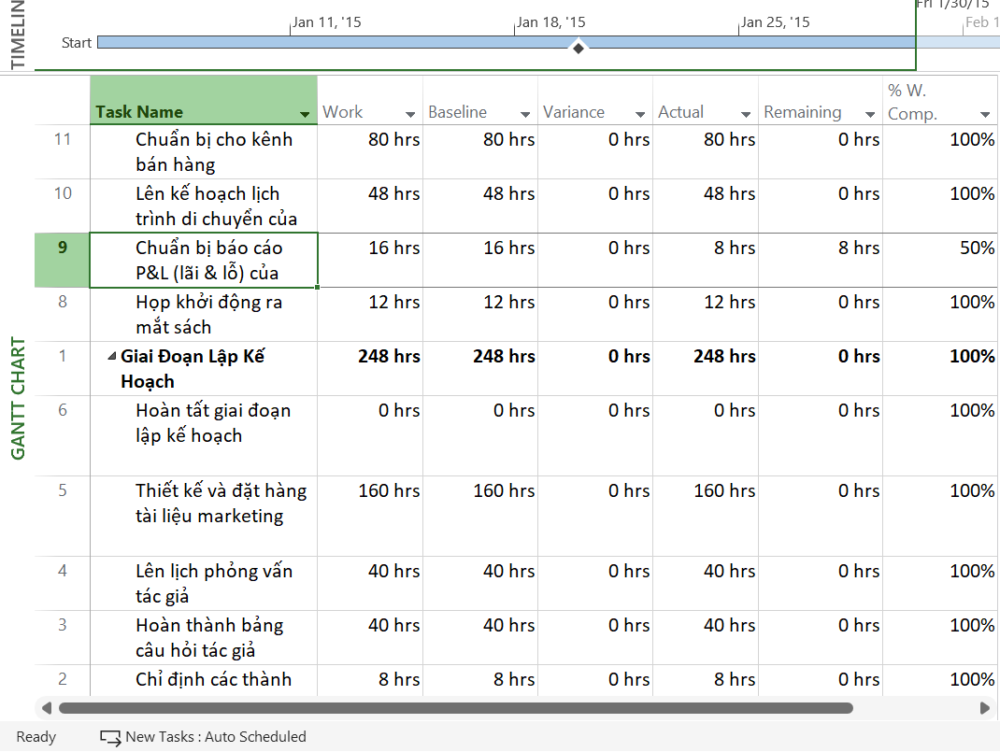 TIMELIN
Fri 1/30/15
Jan 11, '15
Jan 18, '15
Jan 25, '15
Feb 1
Start
GANTT CHART
Task Name Work Baseline Variance Actual Remaining % W. Comp.
11 Chuẩn bị cho kênh 80 hrs 80 hrs 0 hrs 80 hrs 0 hrs 100%
bán hàng
10 Lên kế hoạch lịch 48 hrs 48 hrs 0 hrs 48 hrs 0 hrs 100%
trình di chuyển của
9 Chuẩn bị báo cáo 16 hrs 16 hrs 0 hrs 8 hrs 8 hrs 50%
P&L (lãi & lỗ) của
8 Họp khởi động ra 12 hrs 12 hrs 0 hrs 12 hrs 0 hrs 100%
mắt sách
1 Giai Đoạn Lập Kế 248 hrs 248 hrs 0 hrs 248 hrs 0 hrs 100%
Hoạch
6 Hoàn tất giai đoạn 0 hrs 0 hrs 0 hrs 0 hrs 0 hrs 100%
lập kế hoạch
5 Thiết kế và đặt hàng 160 hrs 160 hrs 0 hrs 160 hrs 0 hrs 100%
tài liệu marketing
4 Lên lịch phỏng vấn 40 hrs 40 hrs 0 hrs 40 hrs 0 hrs 100%
tác giả
3 Hoàn thành bảng 40 hrs 40 hrs 0 hrs 40 hrs 0 hrs 100%
câu hỏi tác giả
2 Chỉ định các thành 8 hrs 8 hrs 0 hrs 8 hrs 0 hrs 100%
Ready New Tasks : Auto Scheduled